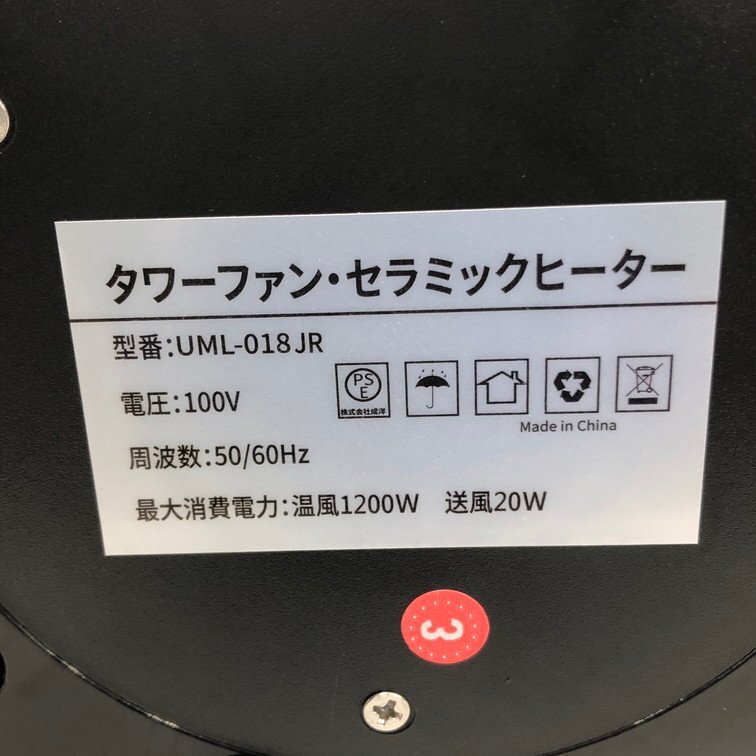 タワーファン・セラミックヒーター
型番:UML-018JR
電圧:100V
PS
E
株式会社成洋
Made in China
周波数:50/60Hz
最大消費電力:温風1200W 送風20W
3